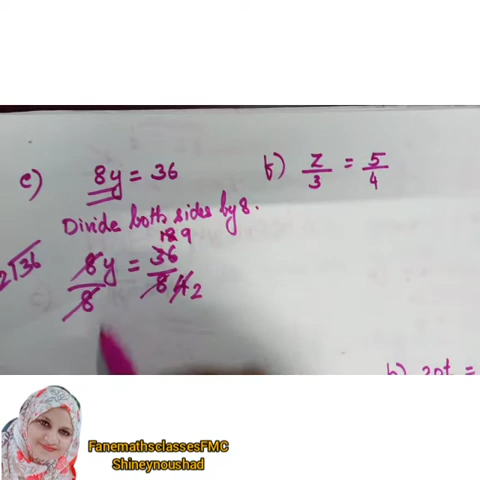 e) 8y = 36
f) z/3 = 5/4
Divide both sides by 8.
18 9
2)36 8y/8 = 36/8 4 2
h) 20t =
FanemathsclassesFMC
Shineynoushad